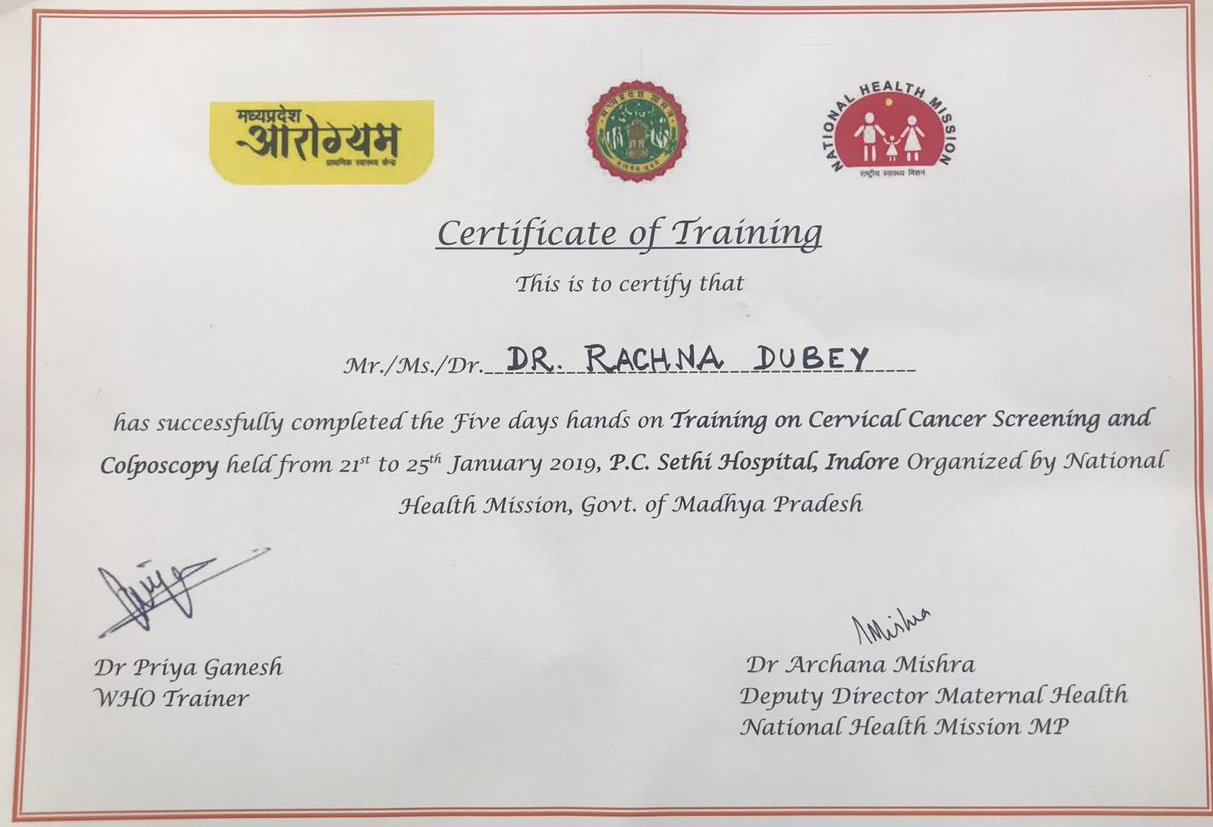 मध्यप्रदेश
आरोग्यम
प्राथमिक स्वास्थ्य केन्द्र
NATIONAL HEALTH MISSION
राष्ट्रीय स्वास्थ्य मिशन
Certificate of Training
This is to certify that
Mr./Ms./Dr. DR. RACHNA DUBEY
has successfully completed the Five days hands on Training on Cervical Cancer Screening and
Colposcopy held from 21st to 25th January 2019, P.C. Sethi Hospital, Indore Organized by National
Health Mission, Govt. of Madhya Pradesh
Priya
AMishra
Dr Priya Ganesh
WHO Trainer
Dr Archana Mishra
Deputy Director Maternal Health
National Health Mission MP